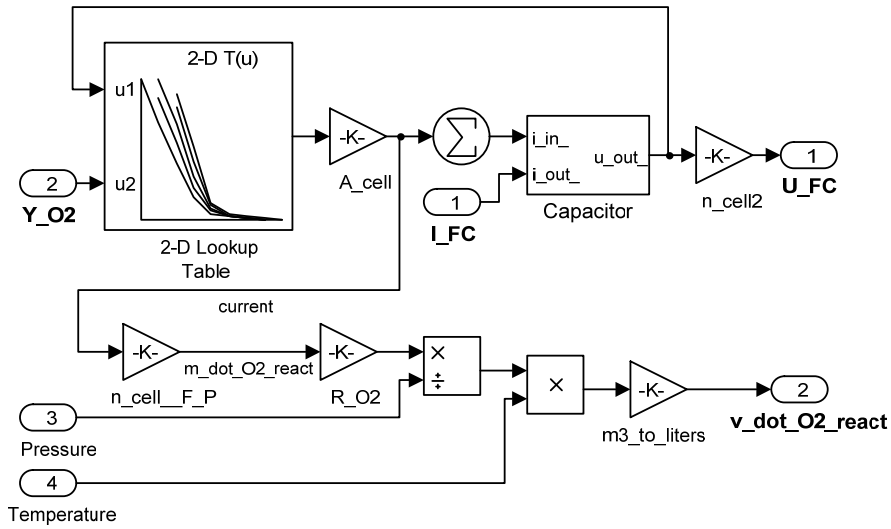 2-D T(u)
u1
u2
2
Y_O2
2-D Lookup
Table
-K-
A_cell
Σ
i_in_
i_out_
u_out_
Capacitor
1
I_FC
-K-
n_cell2
1
U_FC
current
-K-
n_cell__F_P
m_dot_O2_react
-K-
R_O2
×
÷
×
-K-
m3_to_liters
2
v_dot_O2_react
3
Pressure
4
Temperature